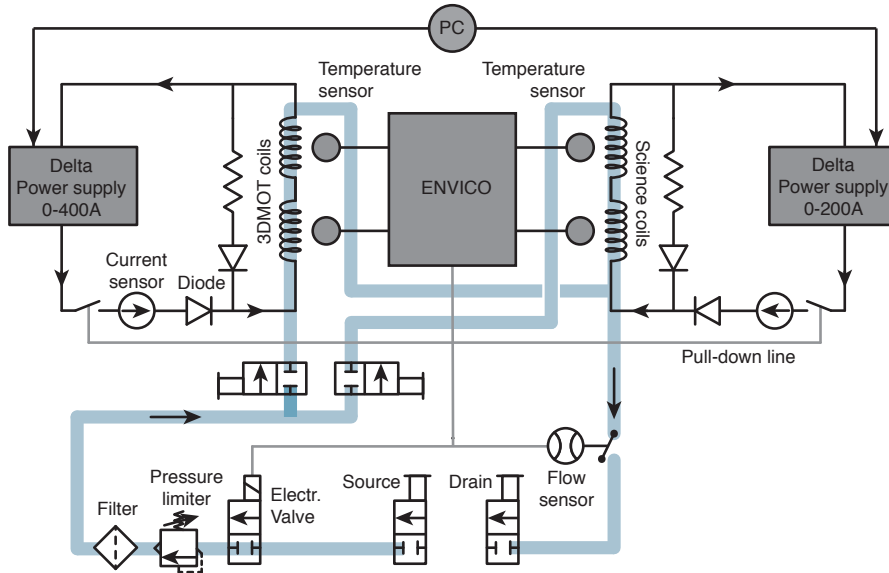 PC
Temperature
sensor
Temperature
sensor
Delta
Power supply
0-400A
3DMOT coils
ENVICO
Science coils
Delta
Power supply
0-200A
Current
sensor
Diode
Pull-down line
Filter
Pressure
limiter
Electr.
Valve
Source
Drain
Flow
sensor